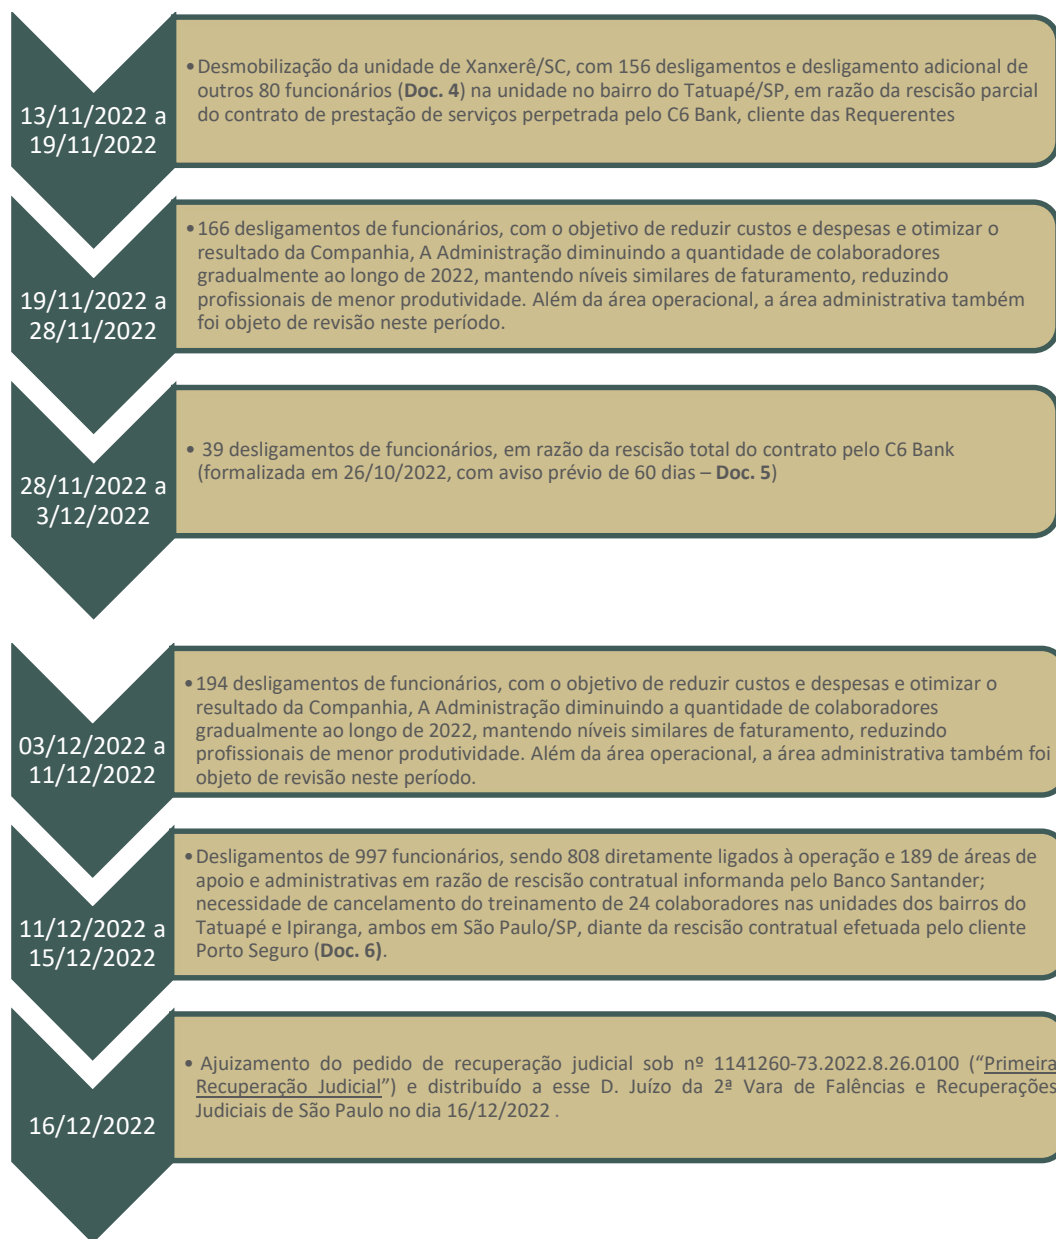 13/11/2022 a
19/11/2022
•Desmobilização da unidade de Xanxerê/SC, com 156 desligamentos e desligamento adicional de
outros 80 funcionários (Doc. 4) na unidade no bairro do Tatuapé/SP, em razão da rescisão parcial
do contrato de prestação de serviços perpetrada pelo C6 Bank, cliente das Requerentes
19/11/2022 a
28/11/2022
•166 desligamentos de funcionários, com o objetivo de reduzir custos e despesas e otimizar o
resultado da Companhia, A Administração diminuindo a quantidade de colaboradores
gradualmente ao longo de 2022, mantendo níveis similares de faturamento, reduzindo
profissionais de menor produtividade. Além da área operacional, a área administrativa também
foi objeto de revisão neste período.
28/11/2022 a
3/12/2022
• 39 desligamentos de funcionários, em razão da rescisão total do contrato pelo C6 Bank
(formalizada em 26/10/2022, com aviso prévio de 60 dias – Doc. 5)
03/12/2022 a
11/12/2022
•194 desligamentos de funcionários, com o objetivo de reduzir custos e despesas e otimizar o
resultado da Companhia, A Administração diminuindo a quantidade de colaboradores
gradualmente ao longo de 2022, mantendo níveis similares de faturamento, reduzindo
profissionais de menor produtividade. Além da área operacional, a área administrativa também foi
objeto de revisão neste período.
11/12/2022 a
15/12/2022
•Desligamentos de 997 funcionários, sendo 808 diretamente ligados à operação e 189 de áreas de
apoio e administrativas em razão de rescisão contratual informanda pelo Banco Santander;
necessidade de cancelamento do treinamento de 24 colaboradores nas unidades dos bairros do
Tatuapé e Ipiranga, ambos em São Paulo/SP, diante da rescisão contratual efetuada pelo cliente
Porto Seguro (Doc. 6).
16/12/2022
• Ajuizamento do pedido de recuperação judicial sob nº 1141260-73.2022.8.26.0100 (“Primeira
Recuperação Judicial”) e distribuído a esse D. Juízo da 2ª Vara de Falências e Recuperações
Judiciais de São Paulo no dia 16/12/2022 .